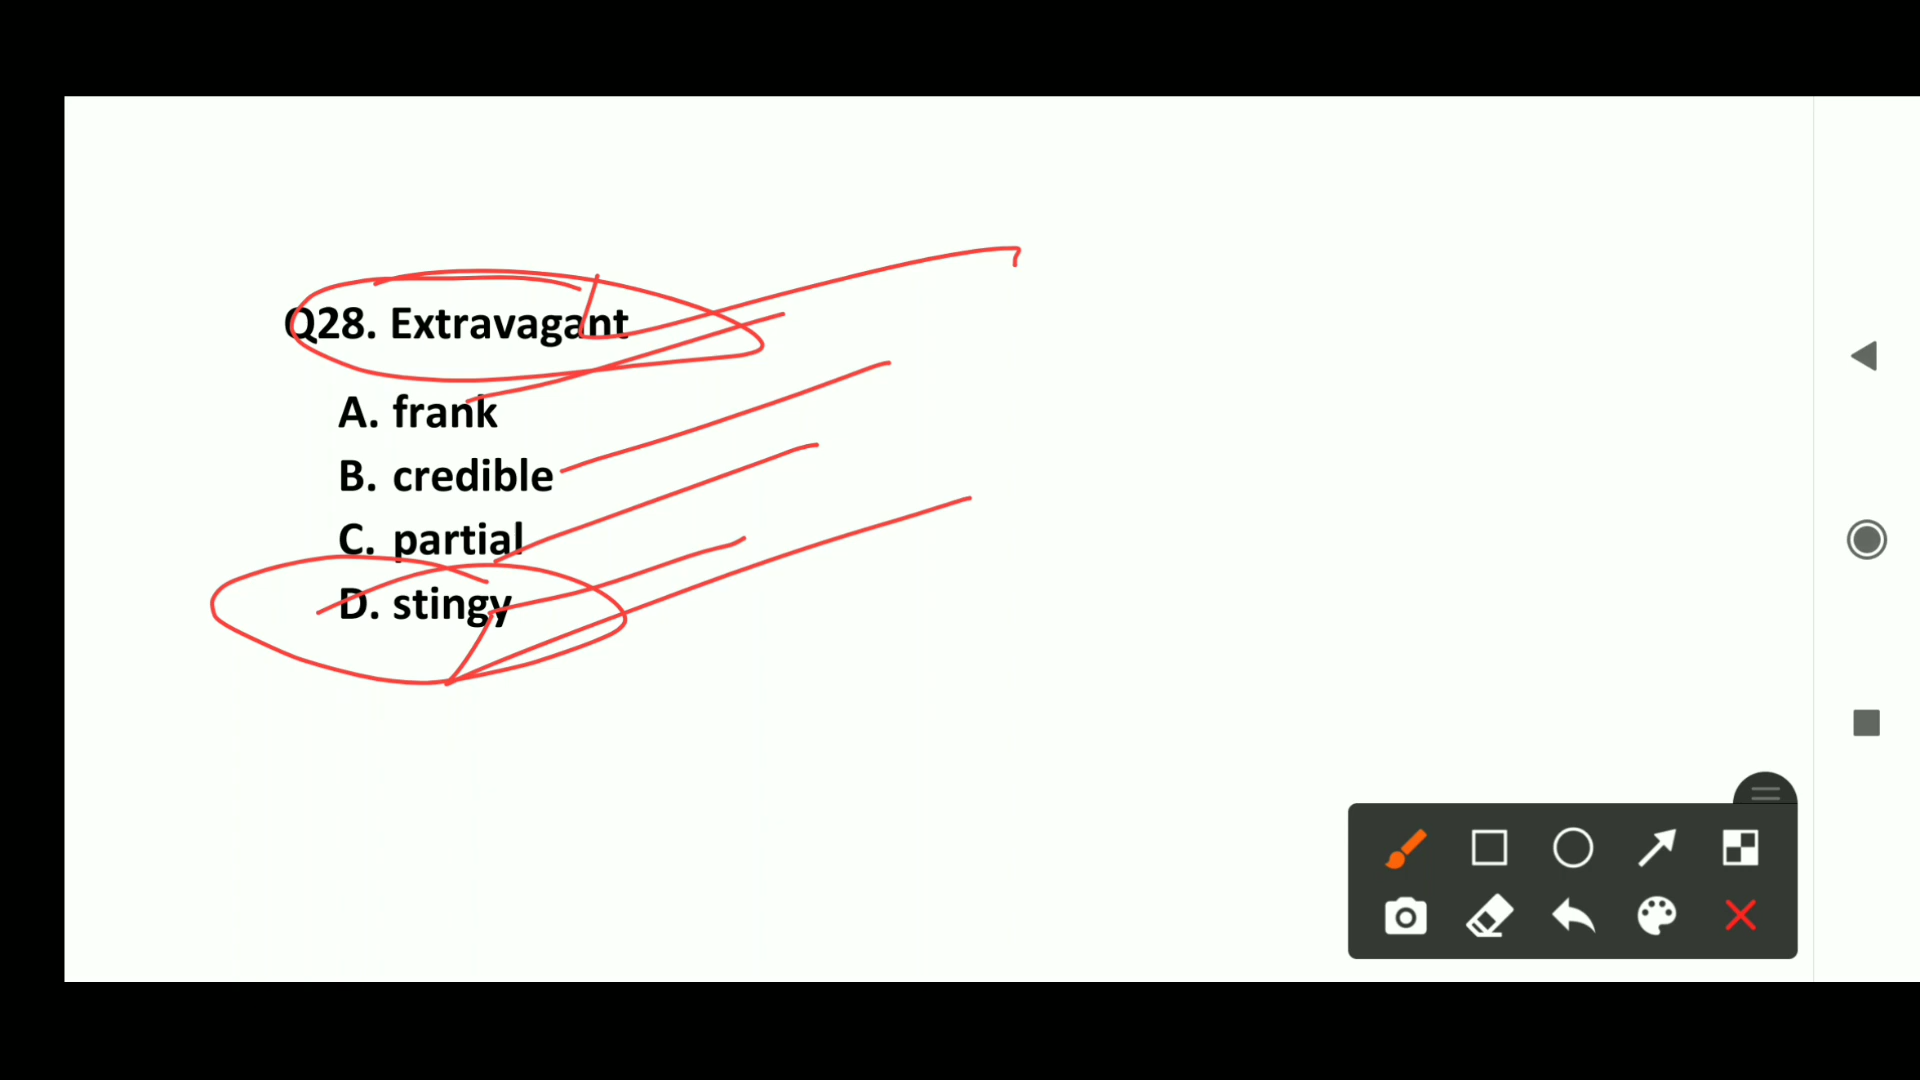 Q28. Extravagant
A. frank
B. credible
C. partial
D. stingy